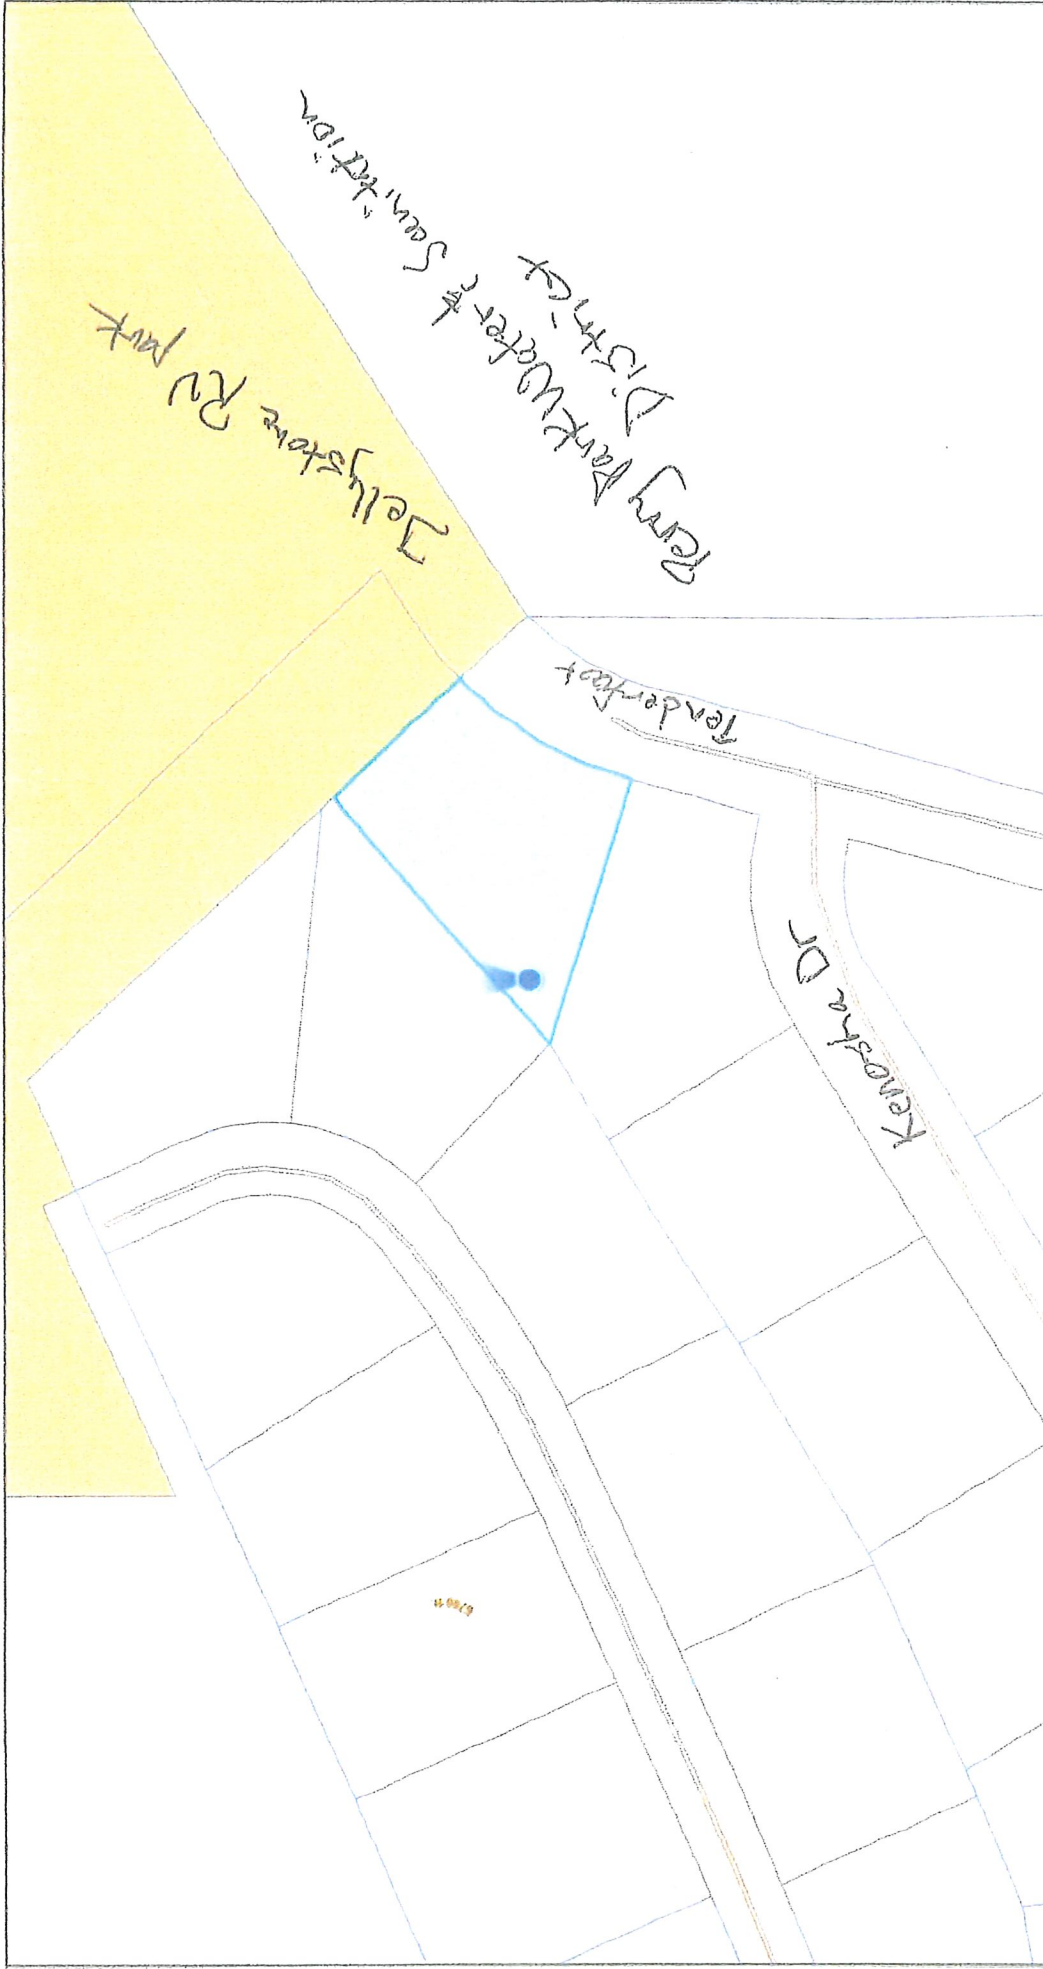 Jellystone RV park
Perry Park Water & Sanitation
District
Tenderfoot
Kenosha Dr